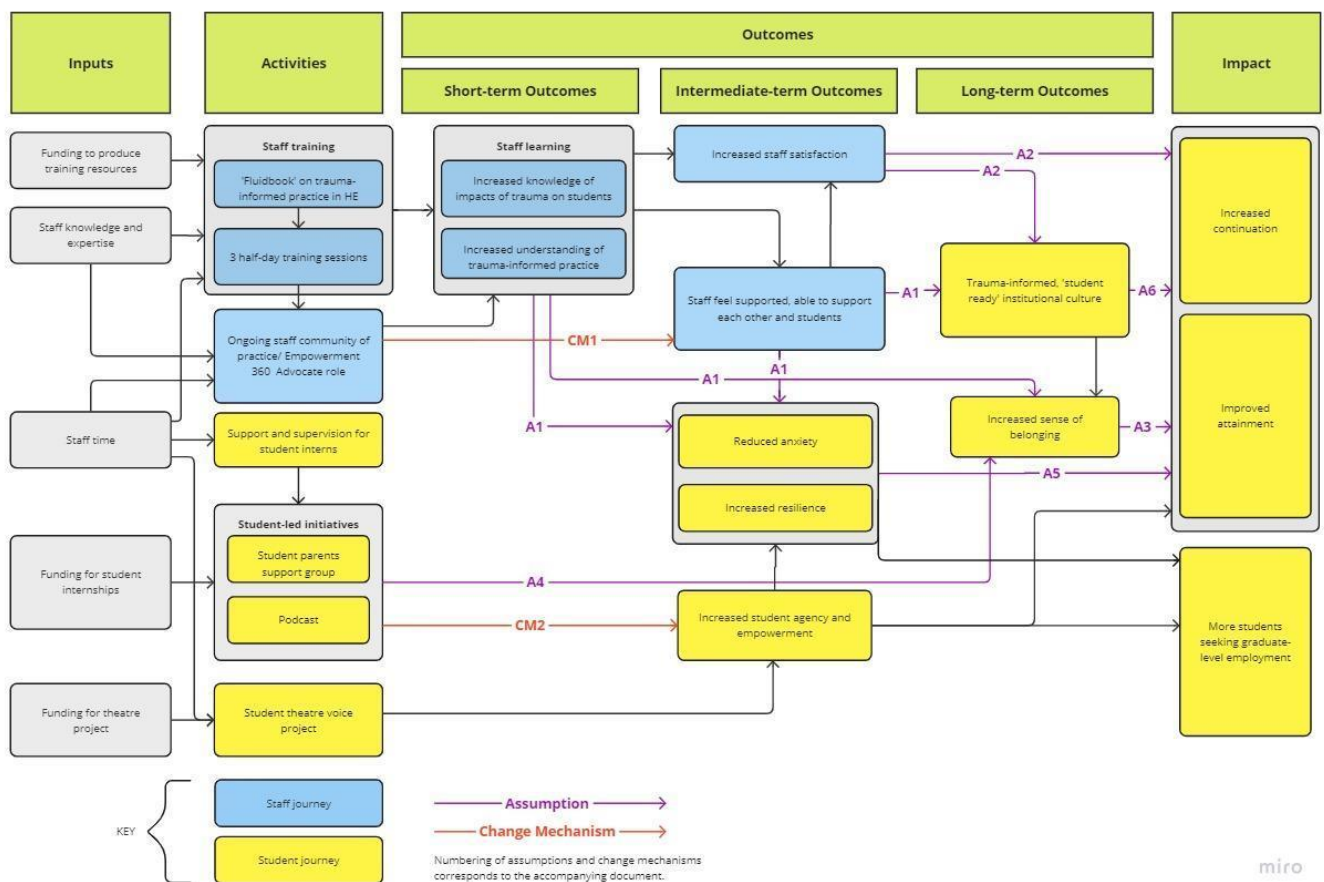 Inputs
Activities
Outcomes
Short-term Outcomes
Intermediate-term Outcomes
Long-term Outcomes
Impact
Funding to produce
training resources
Staff knowledge and
expertise
Staff time
Funding for student
internships
Funding for theatre
project
Staff training
'Fluidbook' on trauma-
informed practice in HE
3 half-day training sessions
Ongoing staff community of
practice/ Empowerment
360 Advocate role
Support and supervision for
student interns
Student-led initiatives
Student parents
support group
Podcast
Student theatre voice
project
Staff learning
Increased knowledge of
impacts of trauma on students
Increased understanding of
trauma-informed practice
CM1
A1
A1
A1
A4
CM2
Increased staff satisfaction
Staff feel supported, able to support
each other and students
Reduced anxiety
Increased resilience
Increased student agency and
empowerment
A2
A2
A1
Trauma-informed, 'student
ready' institutional culture
A6
Increased sense of
belonging
A3
A5
Increased
continuation
Improved
attainment
More students
seeking graduate-
level employment
KEY
Staff journey
Student journey
Assumption
Change Mechanism
Numbering of assumptions and change mechanisms
corresponds to the accompanying document.
miro